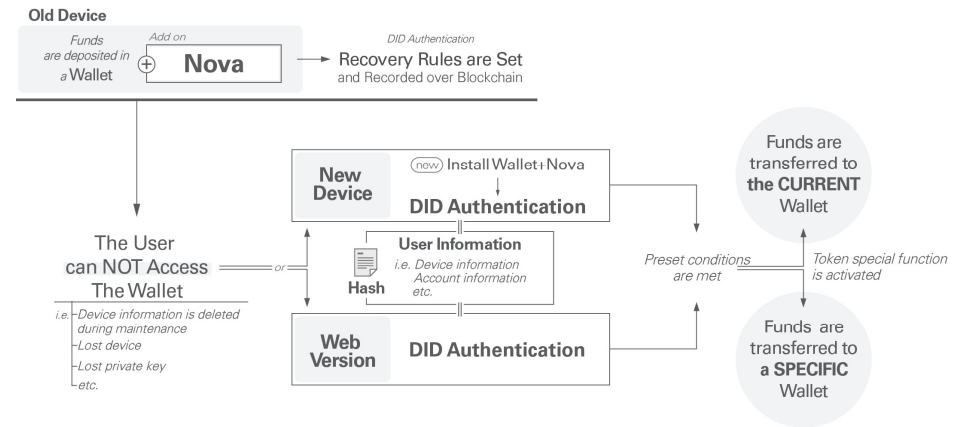 Old Device
Funds
are deposited in
a Wallet
Add on
Nova
DID Authentication
Recovery Rules are Set
and Recorded over Blockchain
The User
can NOT Access
The Wallet
i.e.
Device information is deleted
during maintenance
Lost device
Lost private key
etc.
or
New
Device
new Install Wallet+Nova
DID Authentication
Hash
User Information
i.e. Device information
Account information
etc.
Web
Version
DID Authentication
Preset conditions
are met
Token special function
is activated
Funds are
transferred to
the CURRENT
Wallet
Funds are
transferred to
a SPECIFIC
Wallet